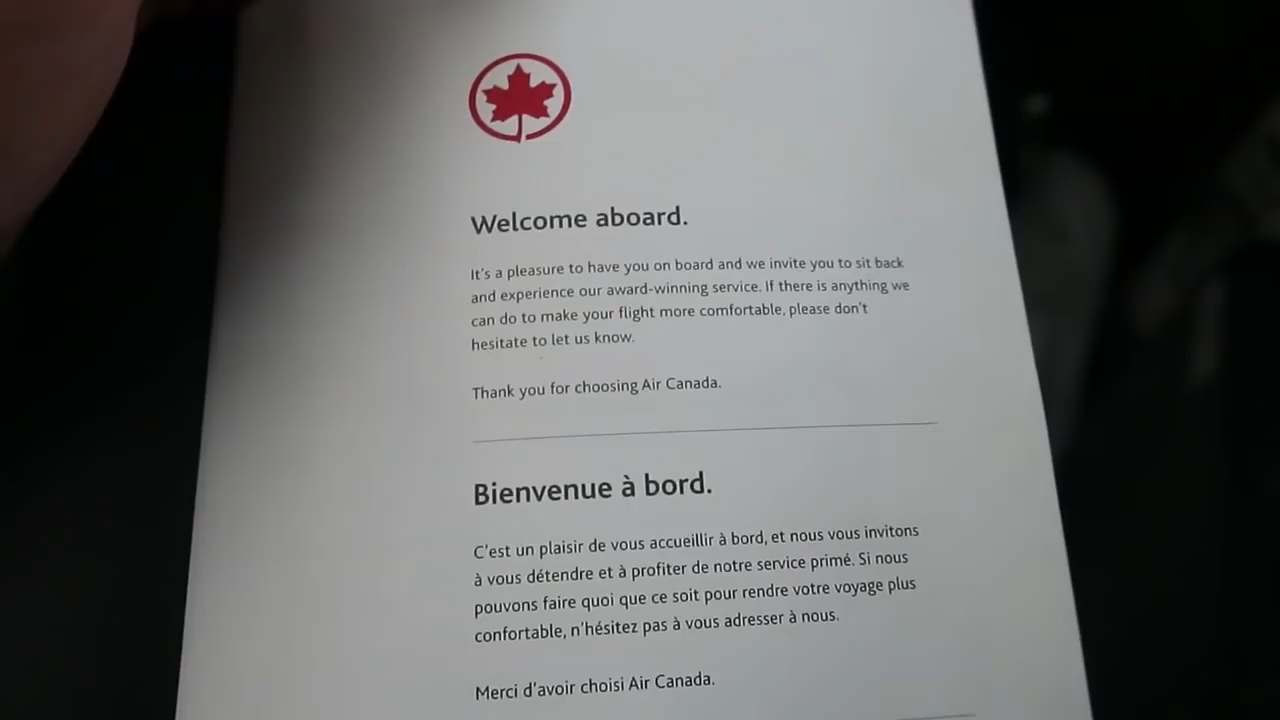 Welcome aboard.
It's a pleasure to have you on board and we invite you to sit back
and experience our award-winning service. If there is anything we
can do to make your flight more comfortable, please don't
hesitate to let us know.
Thank you for choosing Air Canada.
Bienvenue à bord.
C'est un plaisir de vous accueillir à bord, et nous vous invitons
à vous détendre et à profiter de notre service primé. Si nous
pouvons faire quoi que ce soit pour rendre votre voyage plus
confortable, n'hésitez pas à vous adresser à nous.
Merci d'avoir choisi Air Canada.